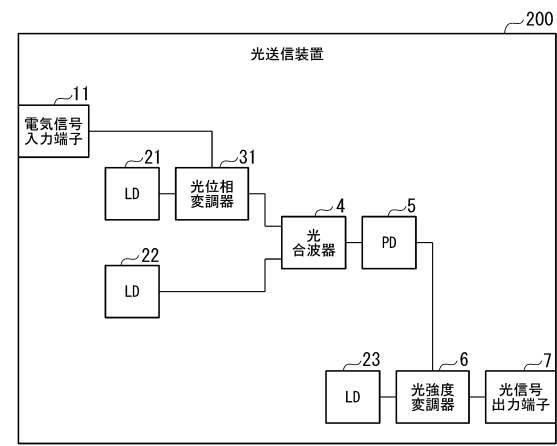 200
光送信装置
11
電気信号
入力端子
21
LD
31
光位相
変調器
4
光
合波器
5
PD
22
LD
23
LD
6
光強度
変調器
7
光信号
出力端子